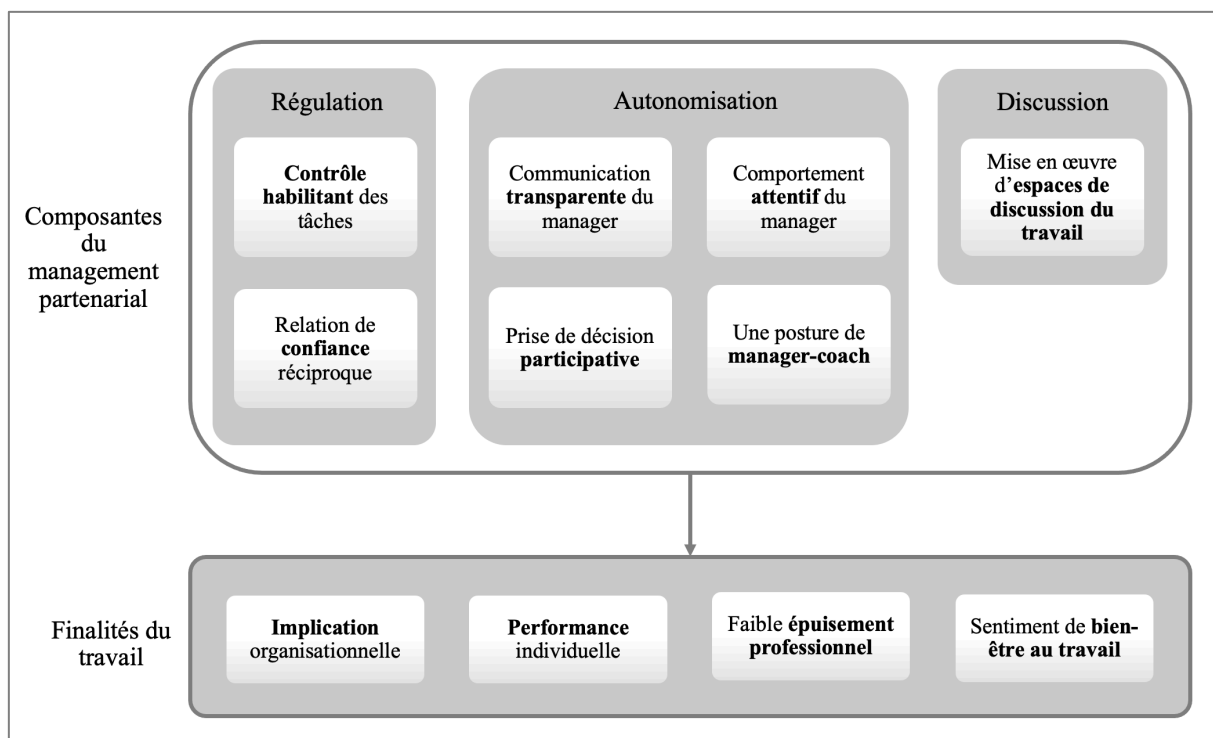 Composantes
du
management
partenarial
Régulation
Contrôle
habilitant des
tâches
Relation de
confiance
réciproque
Autonomisation
Communication
transparente du
manager
Comportement
attentif du
manager
Prise de décision
participative
Une posture de
manager-coach
Discussion
Mise en œuvre
d’espaces de
discussion du
travail
Finalités du
travail
Implication
organisationnelle
Performance
individuelle
Faible épuisement
professionnel
Sentiment de bien-
être au travail